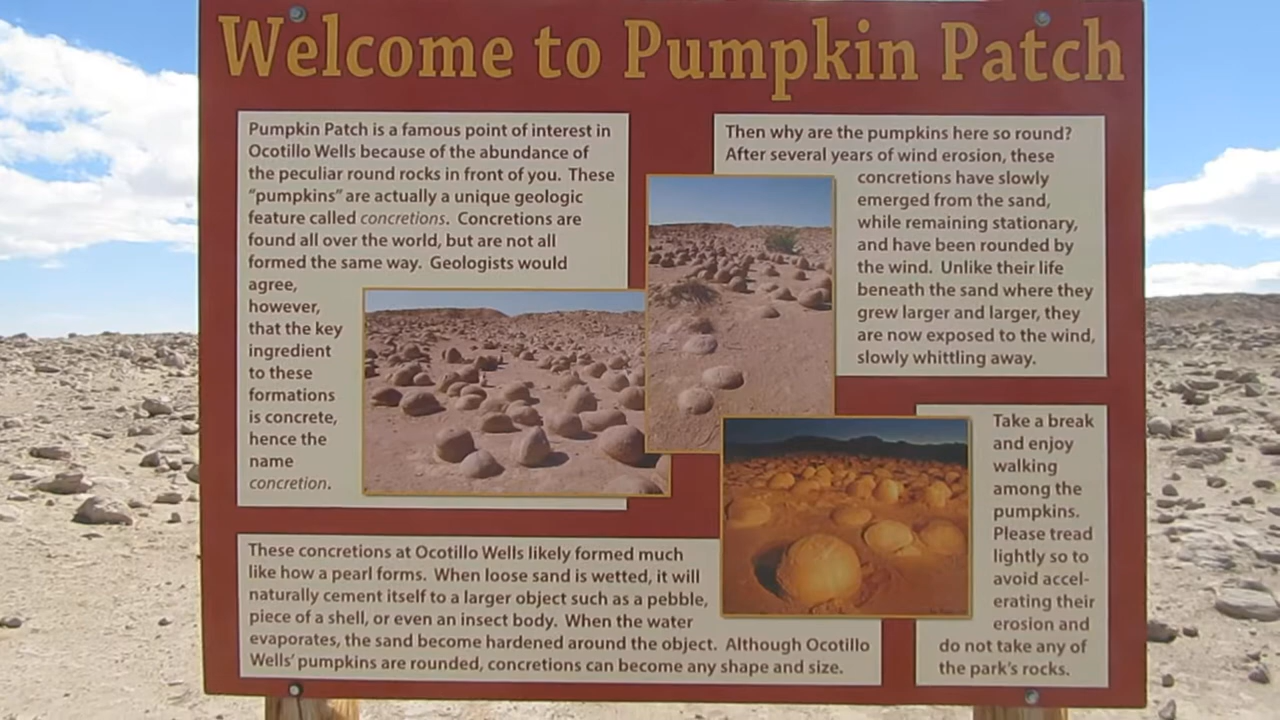 Welcome to Pumpkin Patch
Pumpkin Patch is a famous point of interest in
Ocotillo Wells because of the abundance of
the peculiar round rocks in front of you. These
“pumpkins” are actually a unique geologic
feature called concretions. Concretions are
found all over the world, but are not all
formed the same way. Geologists would
agree,
however,
that the key
ingredient
to these
formations
is concrete,
hence the
name
concretion.
These concretions at Ocotillo Wells likely formed much
like how a pearl forms. When loose sand is wetted, it will
naturally cement itself to a larger object such as a pebble,
piece of a shell, or even an insect body. When the water
evaporates, the sand become hardened around the object. Although Ocotillo
Wells’ pumpkins are rounded, concretions can become any shape and size.
Then why are the pumpkins here so round?
After several years of wind erosion, these
concretions have slowly
emerged from the sand,
while remaining stationary,
and have been rounded by
the wind. Unlike their life
beneath the sand where they
grew larger and larger, they
are now exposed to the wind,
slowly whittling away.
Take a break
and enjoy
walking
among the
pumpkins.
Please tread
lightly so to
avoid accel-
erating their
erosion and
do not take any of
the park’s rocks.